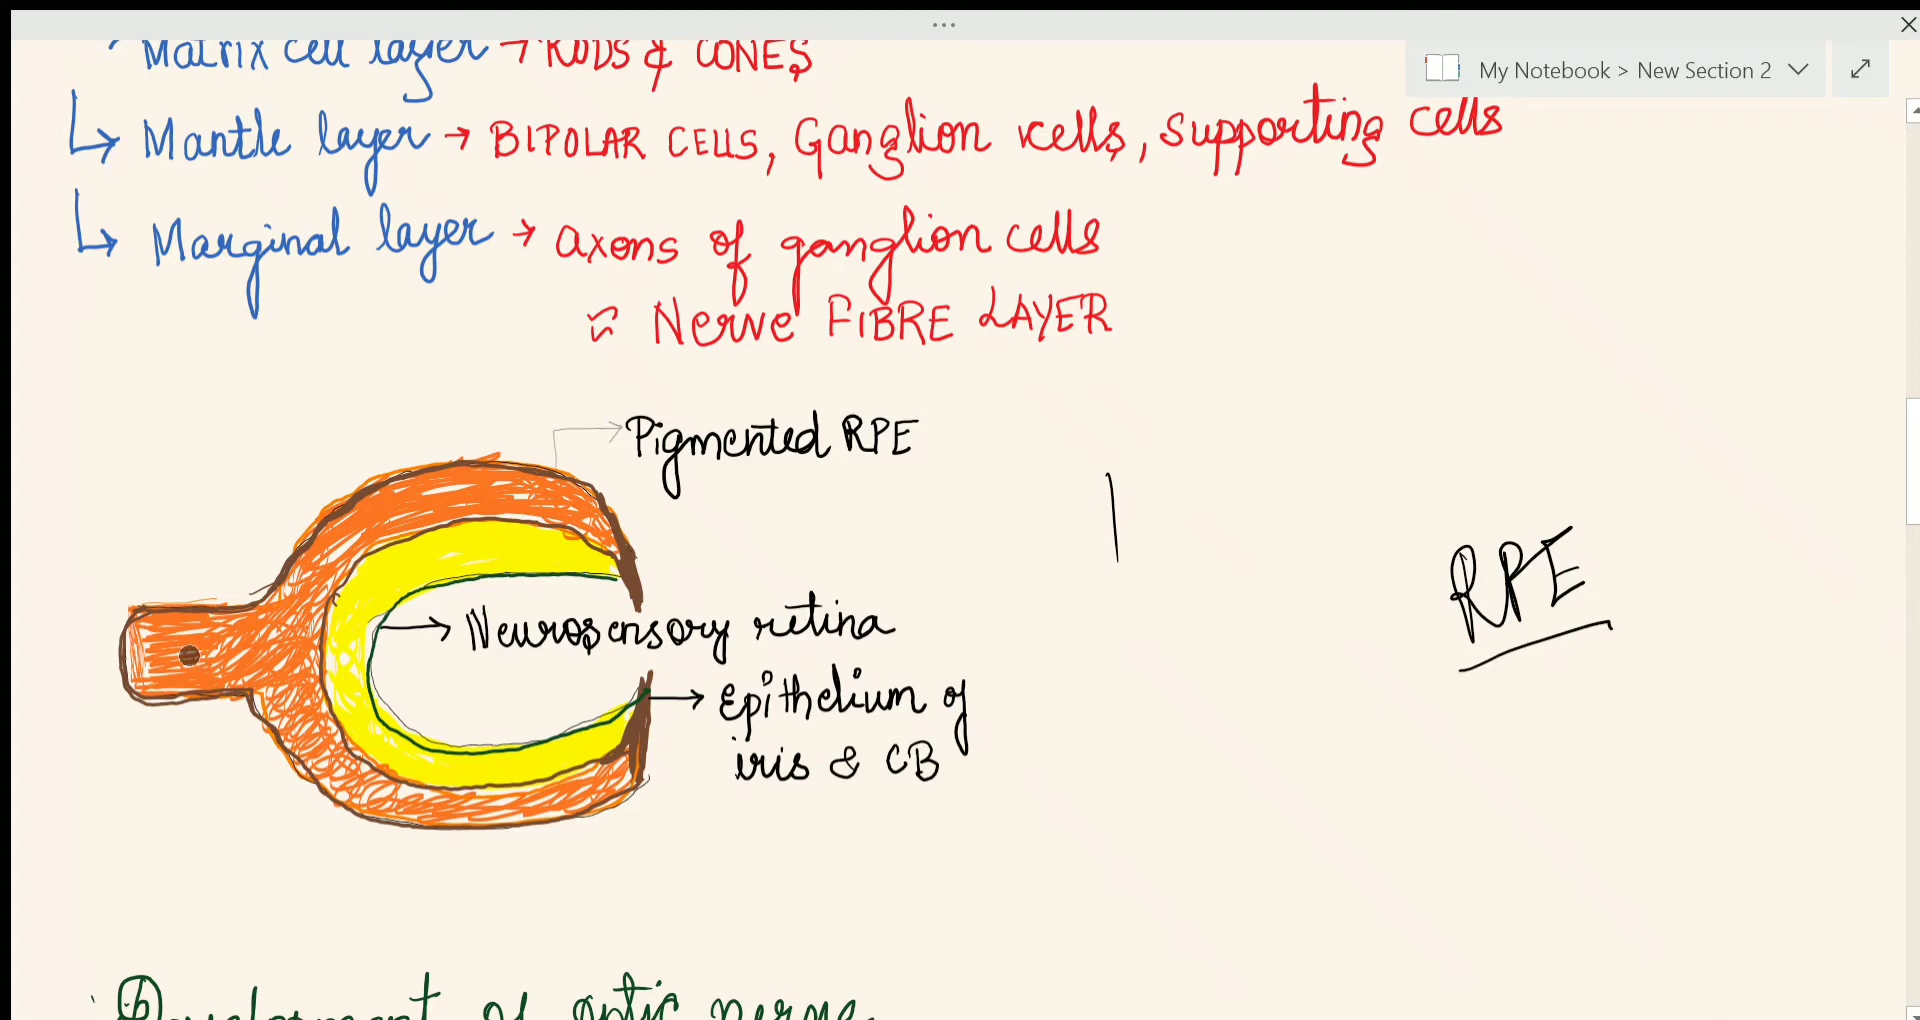 My Notebook > New Section 2
Matrix cell layer → RODS & CONES
↳ Mantle layer → BIPOLAR CELLS, Ganglion cells, supporting cells
↳ Marginal layer → axons of ganglion cells
Nerve FIBRE LAYER
Pigmented RPE
RPE
Neurosensory retina
Epithelium of
iris & CB
Development of optic nerve